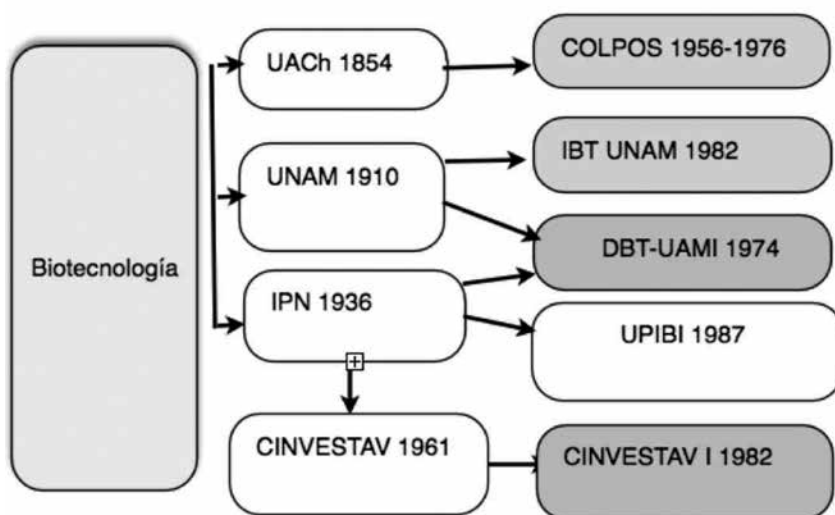 Biotecnología
UACh 1854
COLPOS 1956-1976
UNAM 1910
IBT UNAM 1982
DBT-UAMI 1974
IPN 1936
UPIBI 1987
CINVESTAV 1961
CINVESTAV I 1982